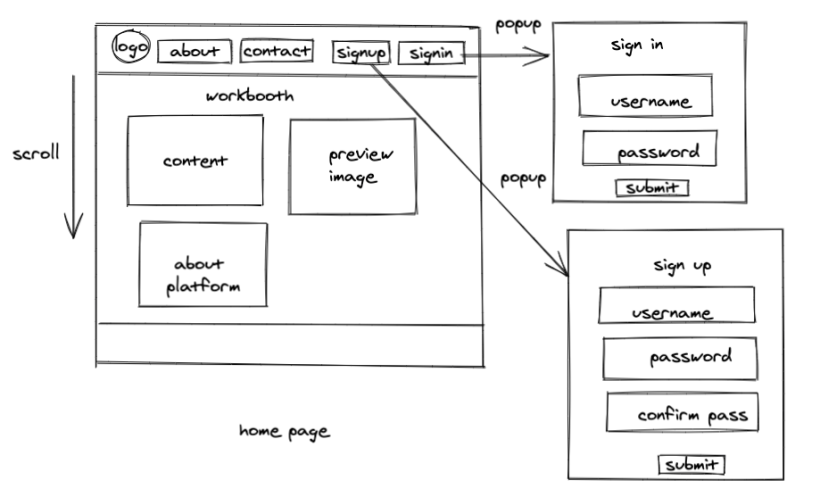 logo
about
contact
signup
signin
popup
sign in
username
password
submit
scroll
workbooth
content
preview
image
about
platform
popup
sign up
username
password
confirm pass
submit
home page